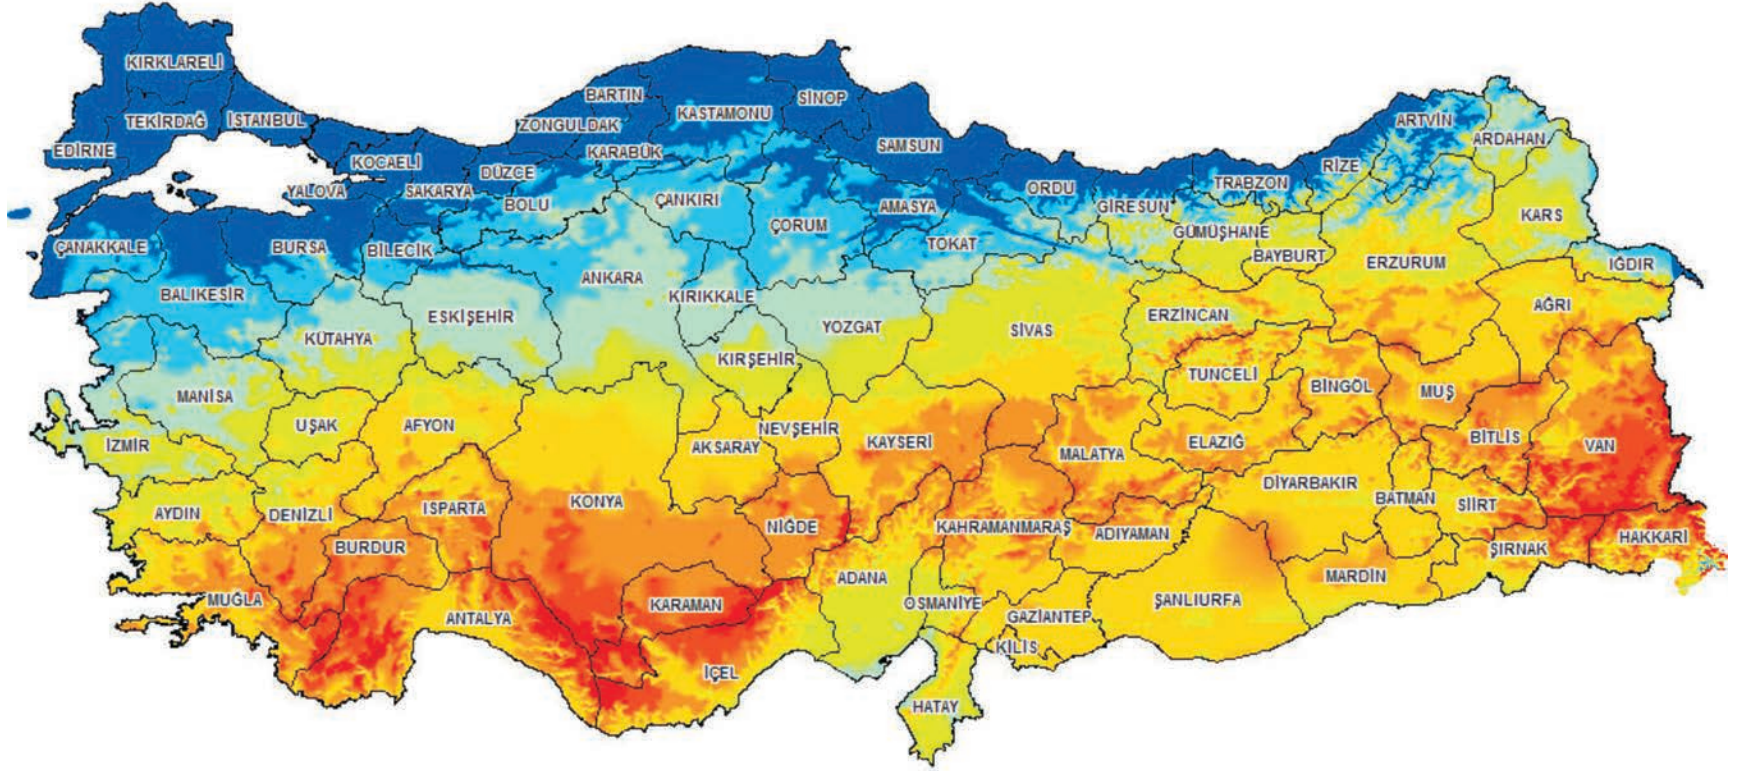 KIRKLARELİ
TEKİRDAĞ
İSTANBUL
EDİRNE
KOCAELİ
YALOVA
SAKARYA
DÜZCE
ZONGULDAK
BARTIN
KARABÜK
KASTAMONU
SİNOP
SAMSUN
BOLU
ÇANKIRI
ÇORUM
AMASYA
TOKAT
ORDU
GİRESUN
TRABZON
RİZE
ARTVİN
ARDAHAN
GÜMÜŞHANE
BAYBURT
ERZURUM
KARS
IĞDIR
AĞRI
ÇANAKKALE
BURSA
BİLECİK
BALIKESİR
KÜTAHYA
ESKİŞEHİR
ANKARA
KIRIKKALE
YOZGAT
KIRŞEHİR
SİVAS
ERZİNCAN
TUNCELİ
BİNGÖL
MUŞ
BİTLİS
VAN
MANİSA
UŞAK
AFYON
İZMİR
AKSARAY
NEVŞEHİR
KAYSERİ
MALATYA
ELAZIĞ
DİYARBAKIR
BATMAN
SİİRT
AYDIN
DENİZLİ
ISPARTA
BURDUR
KONYA
NİĞDE
KAHRAMANMARAŞ
ADIYAMAN
ŞIRNAK
HAKKARİ
MARDİN
MUĞLA
ANTALYA
KARAMAN
İÇEL
ADANA
OSMANİYE
GAZİANTEP
KİLİS
ŞANLIURFA
HATAY